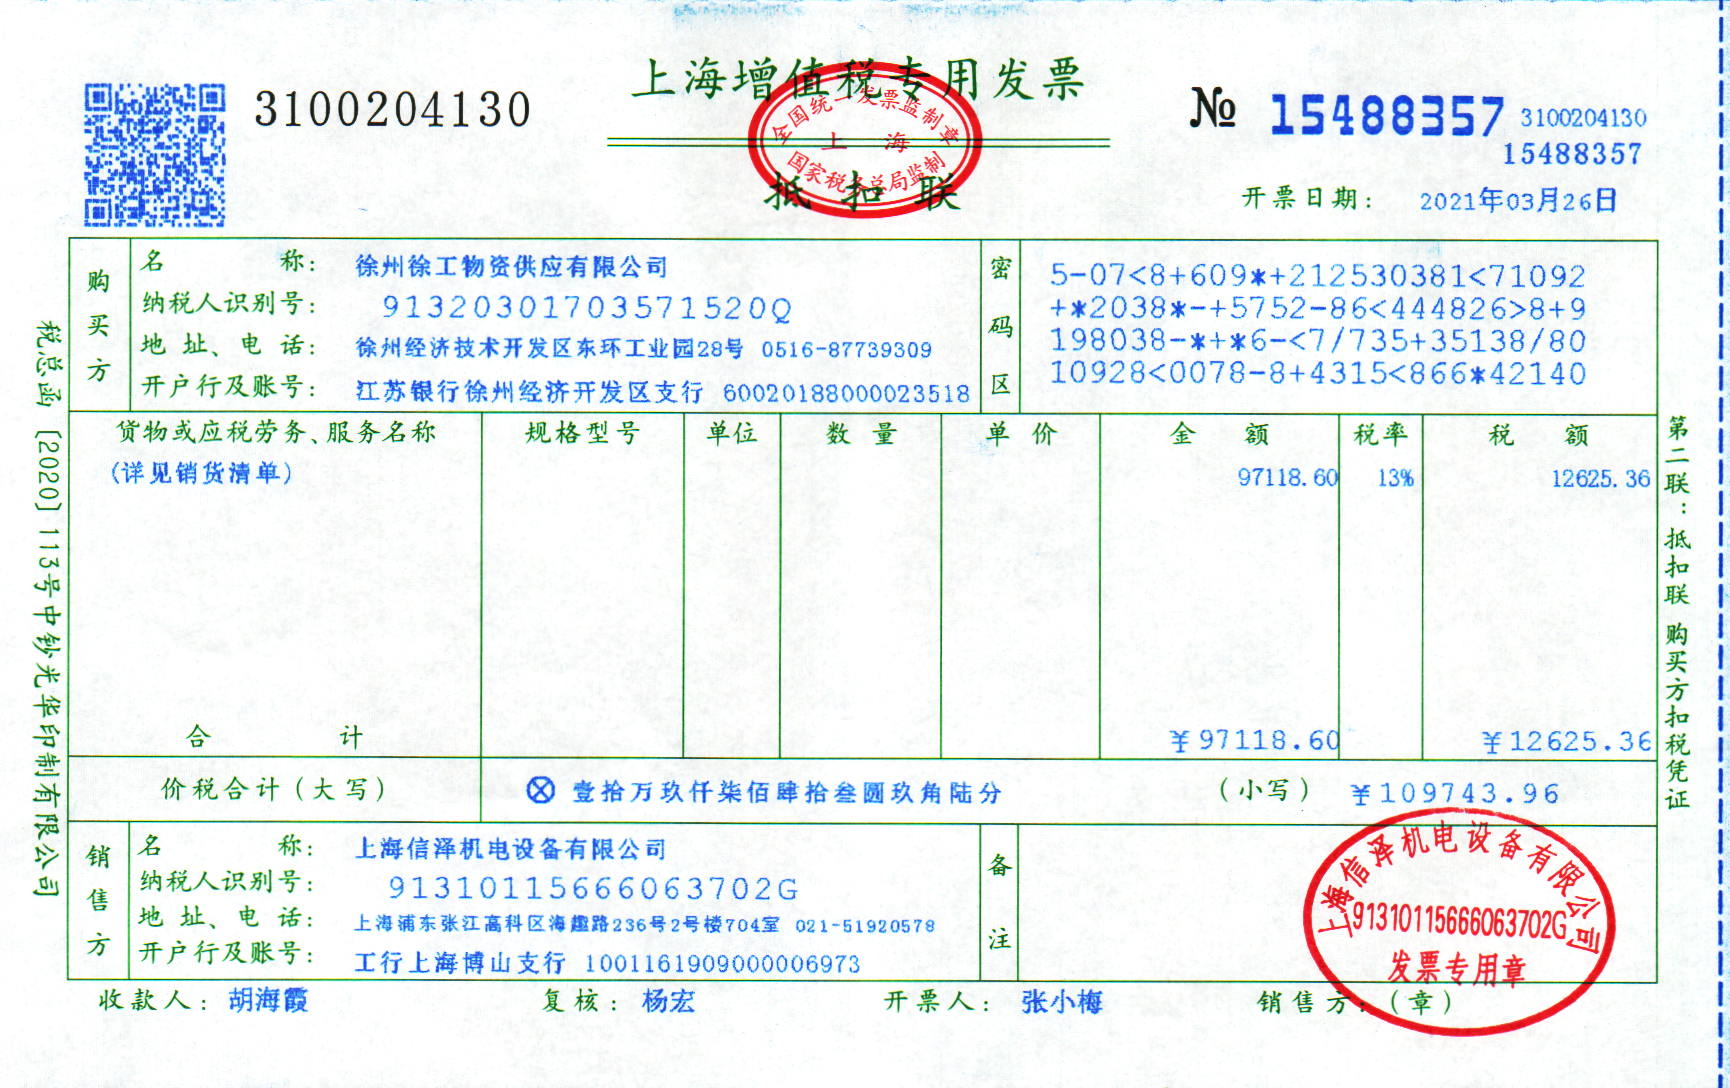 上海增值税专用发票
全国统一发票监制章
上海
国家税务总局监制
抵扣联
3100204130
№ 15488357
3100204130
15488357
开票日期: 2021年03月26日
税总函〔2020〕113号中钞光华印制有限公司
购买方
名称: 徐州徐工物资供应有限公司
纳税人识别号: 91320301703571520Q
地址、电话: 徐州经济技术开发区东环工业园28号 0516-87739309
开户行及账号: 江苏银行徐州经济开发区支行 60020188000023518
密码区
5-07<8+609*+212530381<71092
+*2038*-+5752-86<444826>8+9
198038-*+*6-<7/735+35138/80
10928<0078-8+4315<866*42140
货物或应税劳务、服务名称 规格型号 单位 数量 单价 金额 税率 税额
(详见销货清单) 97118.60 13% 12625.36
合计 ¥97118.60 ¥12625.36
价税合计(大写) ⊗ 壹拾万玖仟柒佰肆拾叁圆玖角陆分 (小写) ¥109743.96
销售方
名称: 上海信泽机电设备有限公司
纳税人识别号: 91310115666063702G
地址、电话: 上海浦东张江高科区海趣路236号2号楼704室 021-51920578
开户行及账号: 工行上海博山支行 1001161909000006973
备注
上海信泽机电设备有限公司
91310115666063702G
发票专用章
收款人: 胡海霞 复核: 杨宏 开票人: 张小梅 销售方:(章)
第二联:抵扣联 购买方扣税凭证